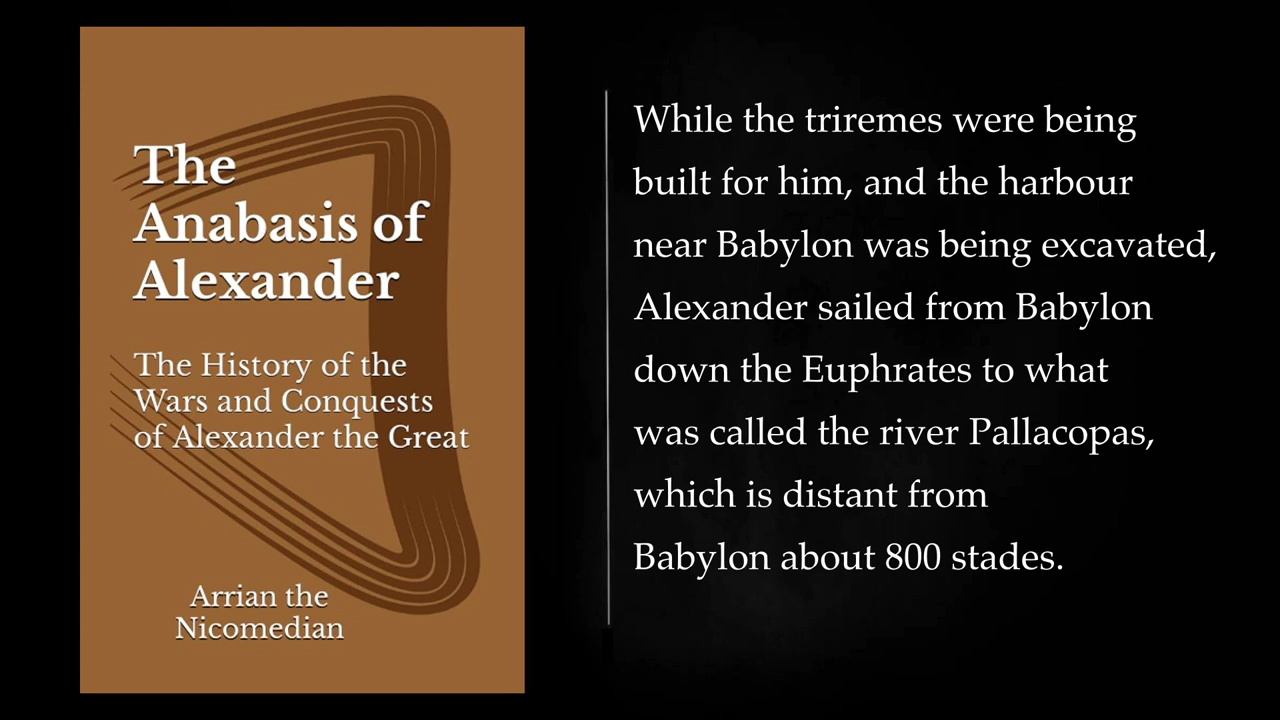 The
Anabasis of
Alexander
The History of the
Wars and Conquests
of Alexander the Great
Arrian the
Nicomedian
While the triremes were being
built for him, and the harbour
near Babylon was being excavated,
Alexander sailed from Babylon
down the Euphrates to what
was called the river Pallacopas,
which is distant from
Babylon about 800 stades.